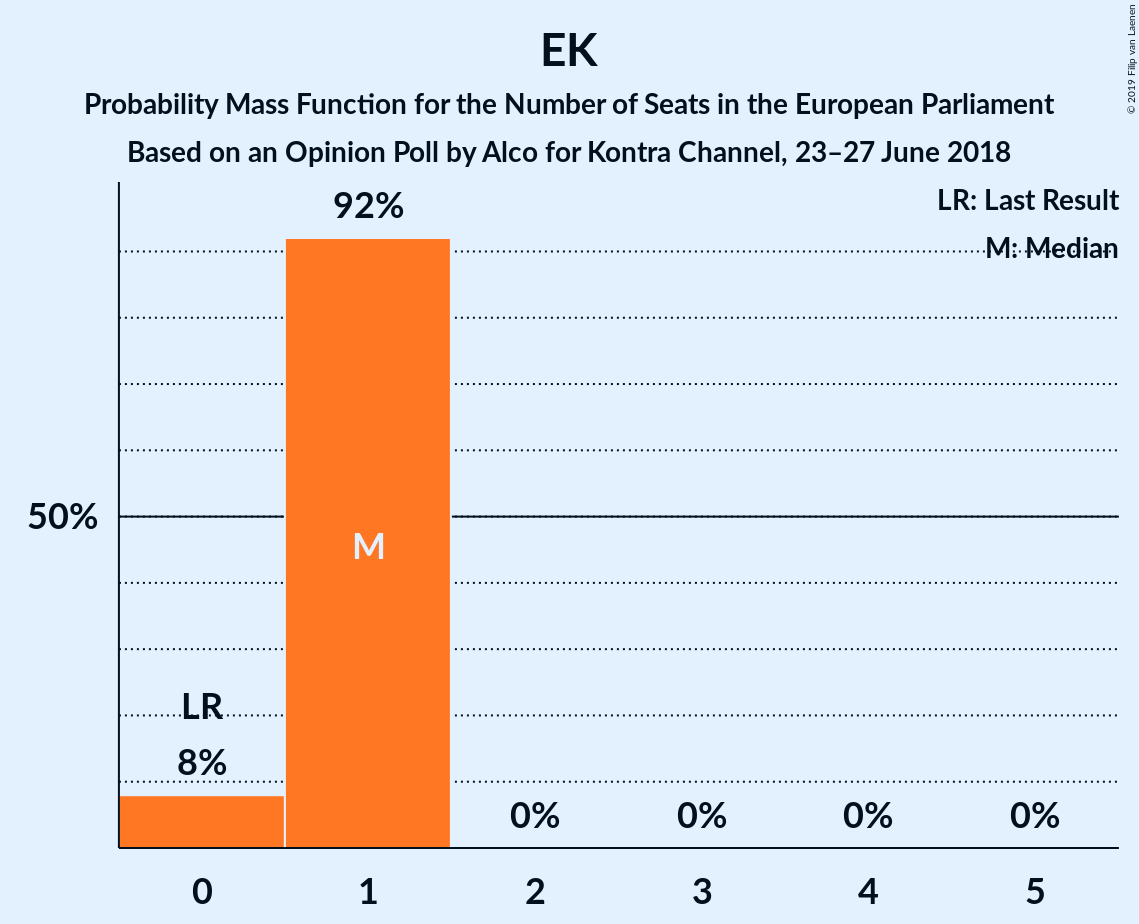 EK
Probability Mass Function for the Number of Seats in the European Parliament
Based on an Opinion Poll by Alco for Kontra Channel, 23–27 June 2018
© 2019 Filip van Laenen
LR: Last Result
M: Median
92%
50%
M
LR
8%
0%
0%
0%
0%
0
1
2
3
4
5